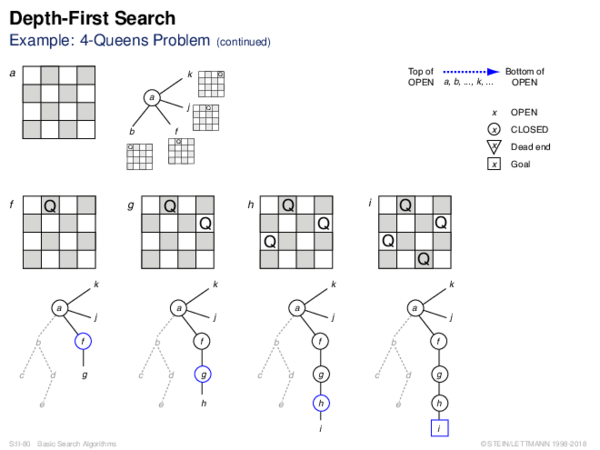 Depth-First Search
Example: 4-Queens Problem (continued)
a
k
Q
a
j
Q
b
f
Q
Q
Top of OPEN
a, b, ..., k, ...
Bottom of OPEN
x OPEN
x CLOSED
x Dead end
x Goal
f
Q
g
Q
Q
h
Q
Q
Q
i
Q
Q
Q
Q
k
a
j
b
f
c
d
g
e
k
a
j
b
f
c
d
g
e
h
k
a
j
b
f
c
d
g
e
h
i
k
a
j
b
f
c
d
g
e
h
i
S:II-80 Basic Search Algorithms
© STEIN/LETTMANN 1998-2018